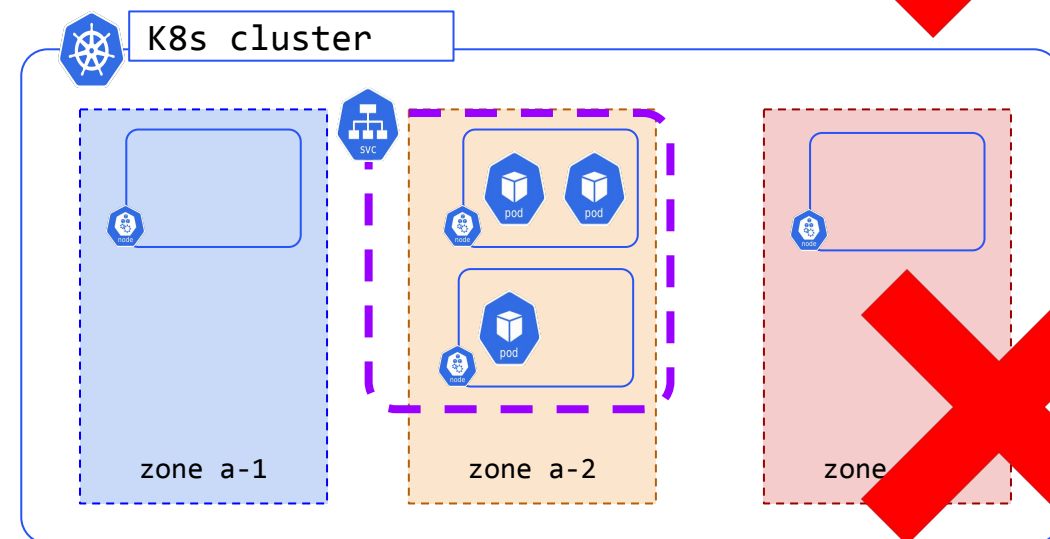 K8s cluster
svc
pod pod
node
node
node
pod
node
zone a-1
zone a-2
zone